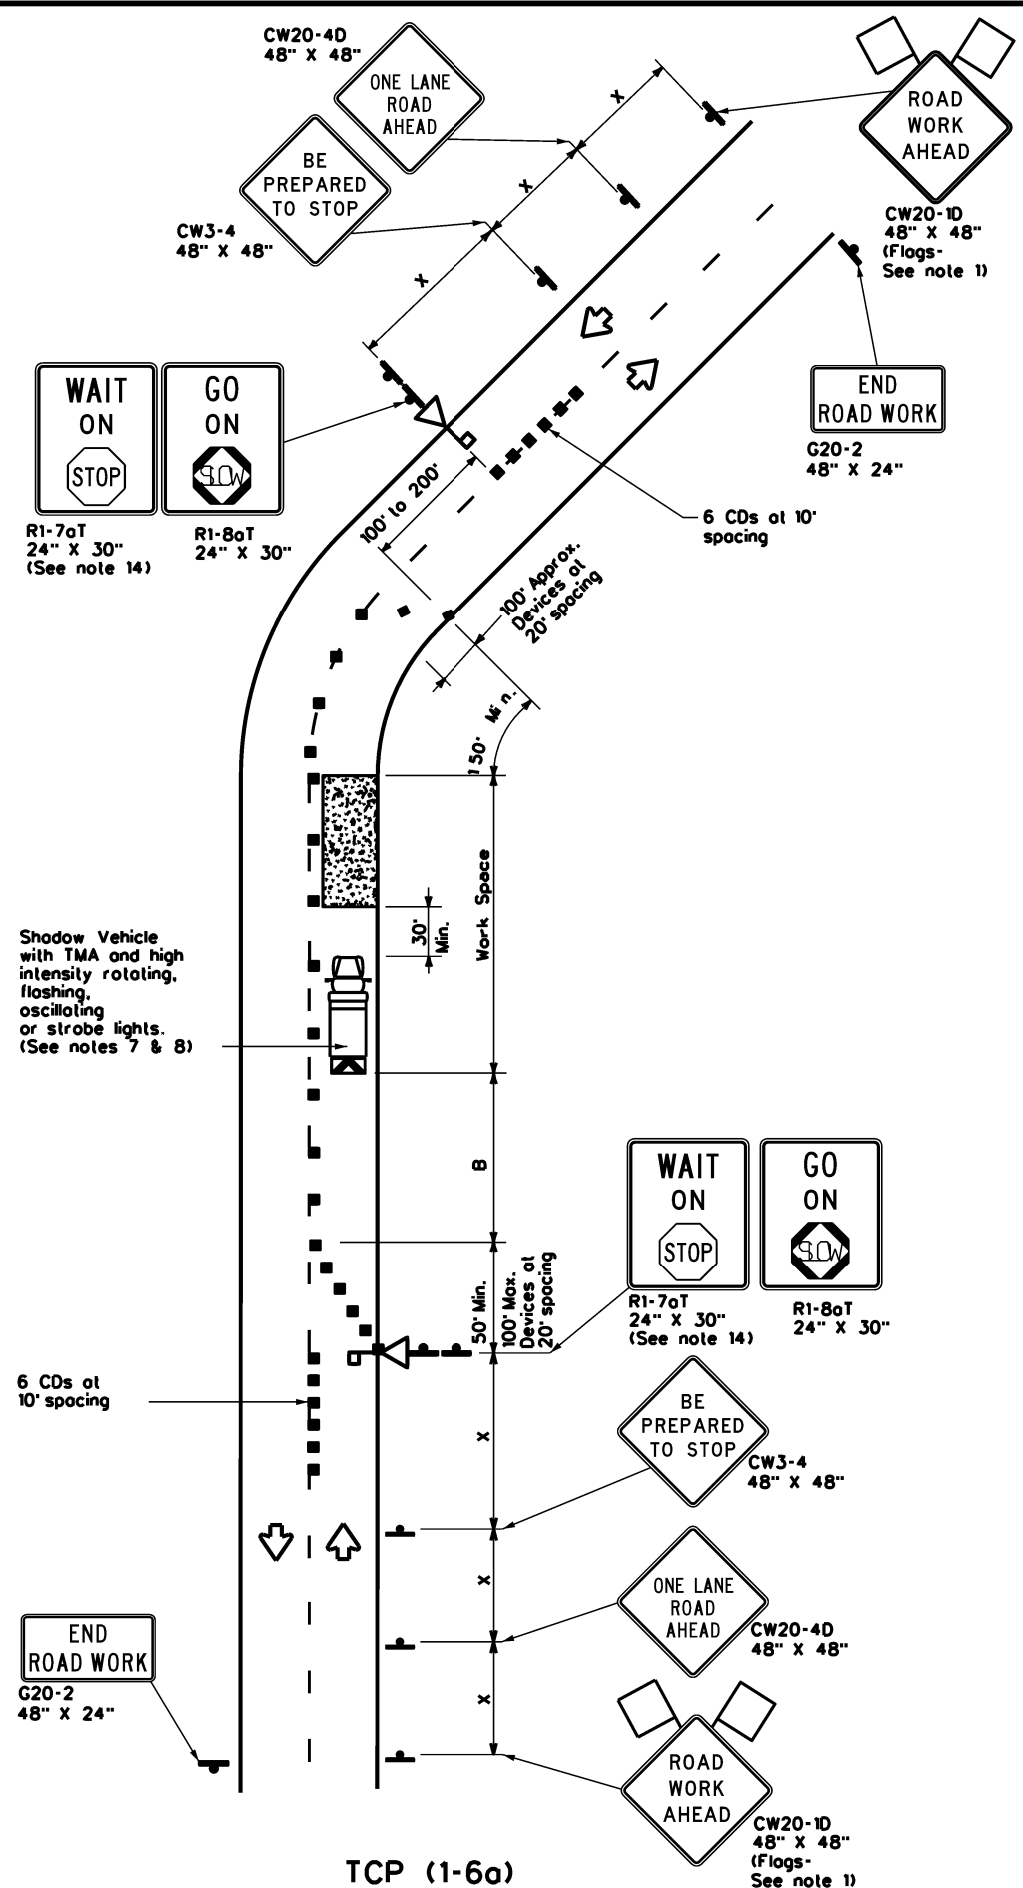 CW20-4D
48" X 48"
ONE LANE
ROAD
AHEAD
X
ROAD
WORK
AHEAD
CW20-1D
48" X 48"
(Flags-
See note 1)
BE
PREPARED
TO STOP
CW3-4
48" X 48"
X
X
WAIT
ON
STOP
GO
ON
SLOW
R1-7aT
24" X 30"
(See note 14)
R1-8aT
24" X 30"
END
ROAD WORK
G20-2
48" X 24"
100' to 200'
6 CDs at 10'
spacing
100' Approx.
Devices at
20' spacing
150' Min.
Work Space
30'
Min.
Shadow Vehicle
with TMA and high
intensity rotating,
flashing,
oscillating
or strobe lights.
(See notes 7 & 8)
B
WAIT
ON
STOP
GO
ON
SLOW
R1-7aT
24" X 30"
(See note 14)
R1-8aT
24" X 30"
50' Min.
100' Max.
Devices at
20' spacing
6 CDs at
10' spacing
X
BE
PREPARED
TO STOP
CW3-4
48" X 48"
X
ONE LANE
ROAD
AHEAD
CW20-4D
48" X 48"
END
ROAD WORK
G20-2
48" X 24"
X
ROAD
WORK
AHEAD
CW20-1D
48" X 48"
(Flags-
See note 1)
TCP (1-6a)